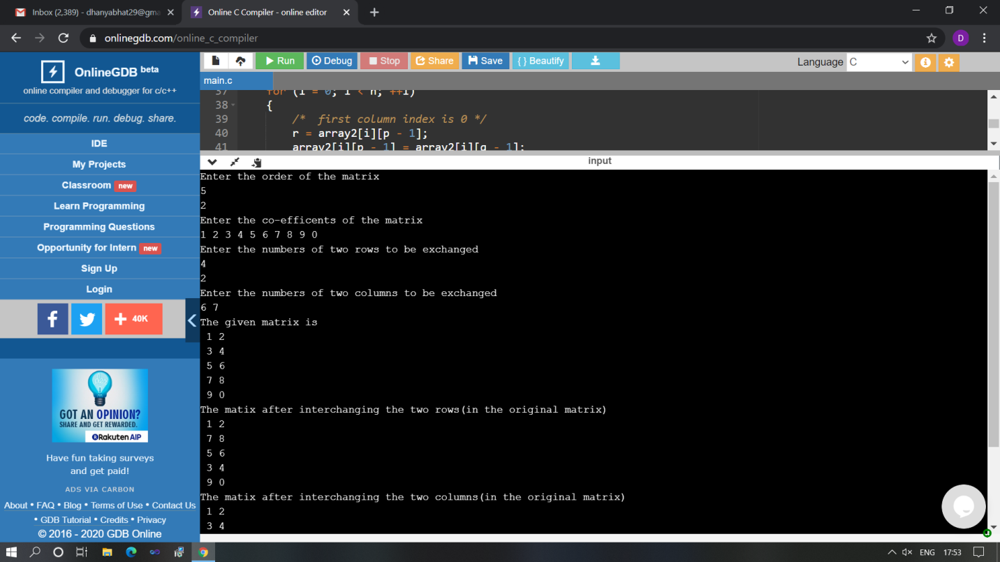 Inbox (2,389) - dhanyabhat29@gma
Online C Compiler - online editor
onlinegdb.com/online_c_compiler
D
OnlineGDB beta
online compiler and debugger for c/c++
code. compile. run. debug. share.
IDE
My Projects
Classroom new
Learn Programming
Programming Questions
Opportunity for Intern new
Sign Up
Login
f
+ 40K
GOT AN OPINION?
SHARE AND GET REWARDED.
Rakuten AIP
Have fun taking surveys
and get paid!
ADS VIA CARBON
About • FAQ • Blog • Terms of Use • Contact Us
• GDB Tutorial • Credits • Privacy
© 2016 - 2020 GDB Online
Run
Debug
Stop
Share
Save
{ } Beautify
Language C
main.c
37 for (i = 0; i < n; ++i)
38 {
39 /*  first column index is 0 */
40 r = array2[i][p - 1];
41 array2[i][p - 1] = array2[i][q - 1];
input
Enter the order of the matrix
5
2
Enter the co-efficents of the matrix
1 2 3 4 5 6 7 8 9 0
Enter the numbers of two rows to be exchanged
4
2
Enter the numbers of two columns to be exchanged
6 7
The given matrix is
1 2
3 4
5 6
7 8
9 0
The matix after interchanging the two rows(in the original matrix)
1 2
7 8
5 6
3 4
9 0
The matix after interchanging the two columns(in the original matrix)
1 2
3 4
ENG
17:53